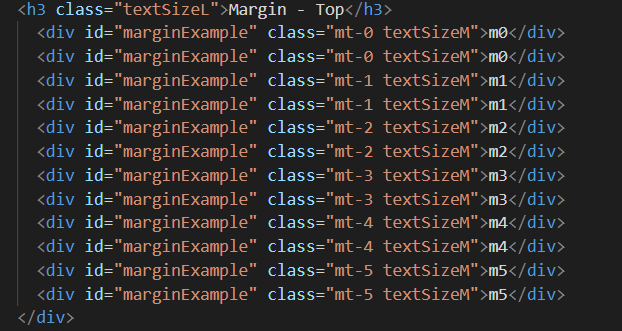 <h3 class="textSizeL">Margin - Top</h3>
<div id="marginExample" class="mt-0 textSizeM">m0</div>
<div id="marginExample" class="mt-0 textSizeM">m0</div>
<div id="marginExample" class="mt-1 textSizeM">m1</div>
<div id="marginExample" class="mt-1 textSizeM">m1</div>
<div id="marginExample" class="mt-2 textSizeM">m2</div>
<div id="marginExample" class="mt-2 textSizeM">m2</div>
<div id="marginExample" class="mt-3 textSizeM">m3</div>
<div id="marginExample" class="mt-3 textSizeM">m3</div>
<div id="marginExample" class="mt-4 textSizeM">m4</div>
<div id="marginExample" class="mt-4 textSizeM">m4</div>
<div id="marginExample" class="mt-5 textSizeM">m5</div>
<div id="marginExample" class="mt-5 textSizeM">m5</div>
</div>